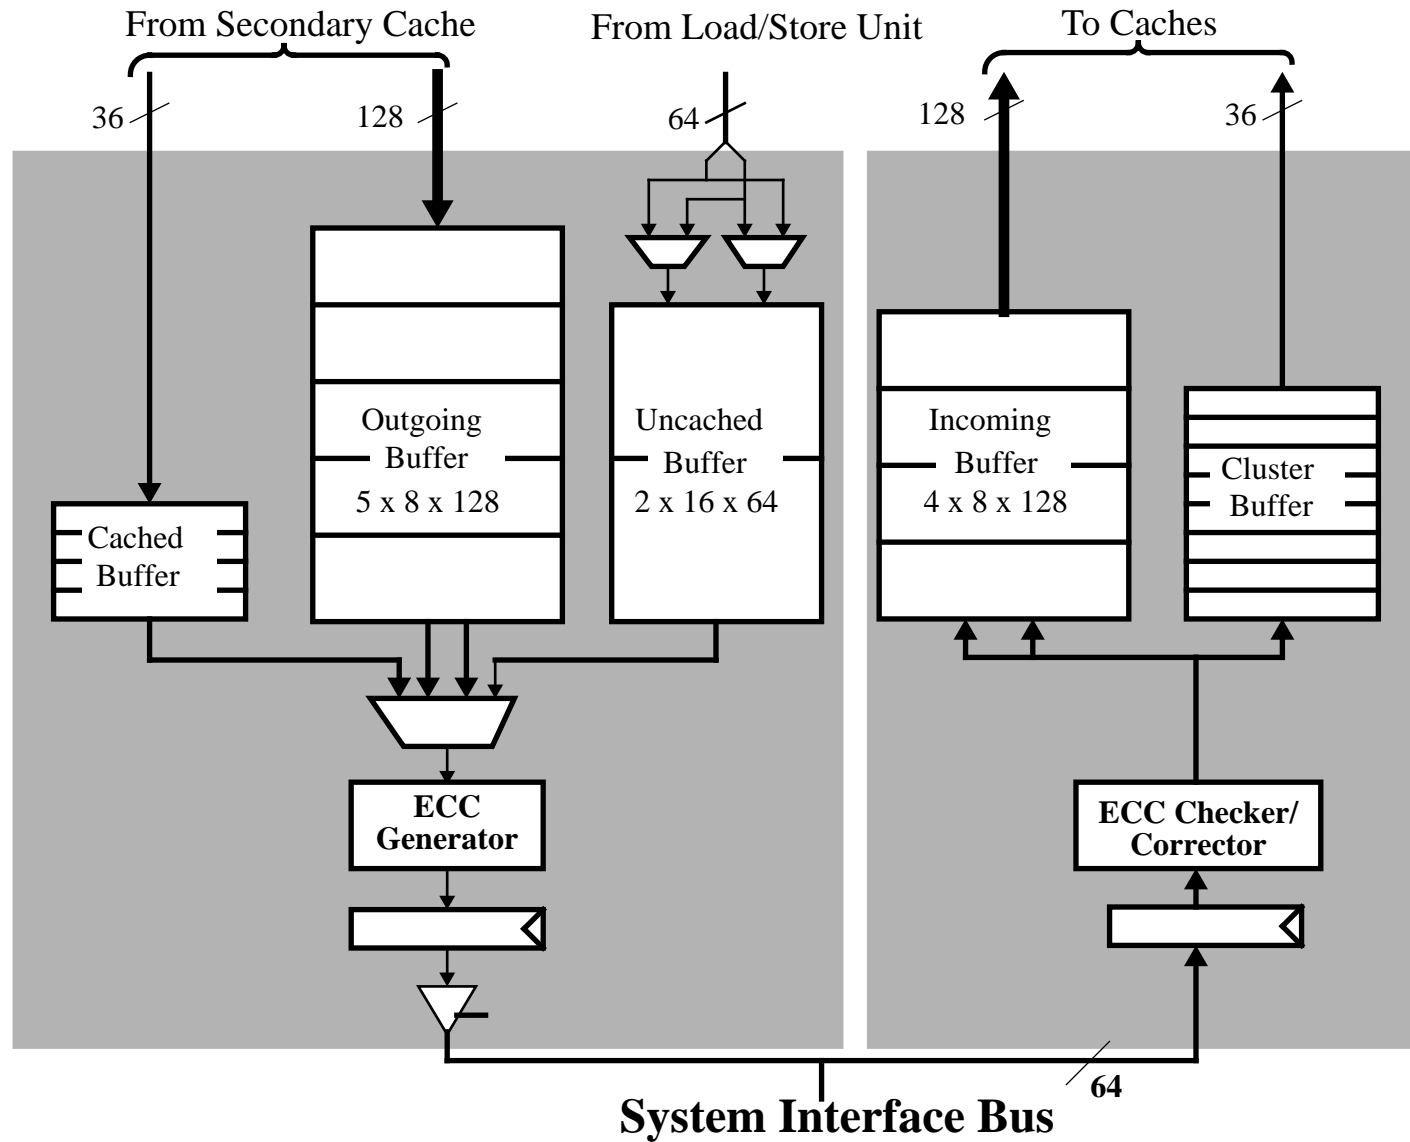 From Secondary Cache
From Load/Store Unit
To Caches
36
128
64
128
36
Outgoing
Buffer
5 x 8 x 128
Uncached
Buffer
2 x 16 x 64
Incoming
Buffer
4 x 8 x 128
Cluster
Buffer
Cached
Buffer
ECC
Generator
ECC Checker/
Corrector
64
System Interface Bus